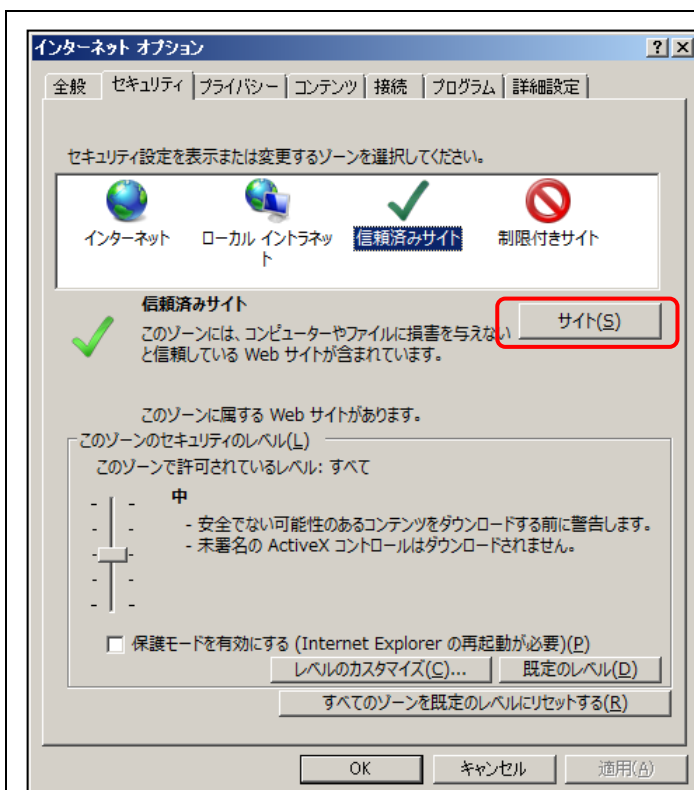 インターネット オプション
全般 セキュリティ プライバシー コンテンツ 接続 プログラム 詳細設定
セキュリティ設定を表示または変更するゾーンを選択してください。
インターネット ローカル イントラネッ 信頼済みサイト 制限付きサイト
ト
信頼済みサイト
サイト(S)
このゾーンには、コンピューターやファイルに損害を与えない
と信頼している Web サイトが含まれています。
このゾーンに属する Web サイトがあります。
このゾーンのセキュリティのレベル(L)
このゾーンで許可されているレベル: すべて
中
- 安全でない可能性のあるコンテンツをダウンロードする前に警告します。
- 未署名の ActiveX コントロールはダウンロードされません。
保護モードを有効にする (Internet Explorer の再起動が必要)(P)
レベルのカスタマイズ(C)... 既定のレベル(D)
すべてのゾーンを既定のレベルにリセットする(R)
OK キャンセル 適用(A)